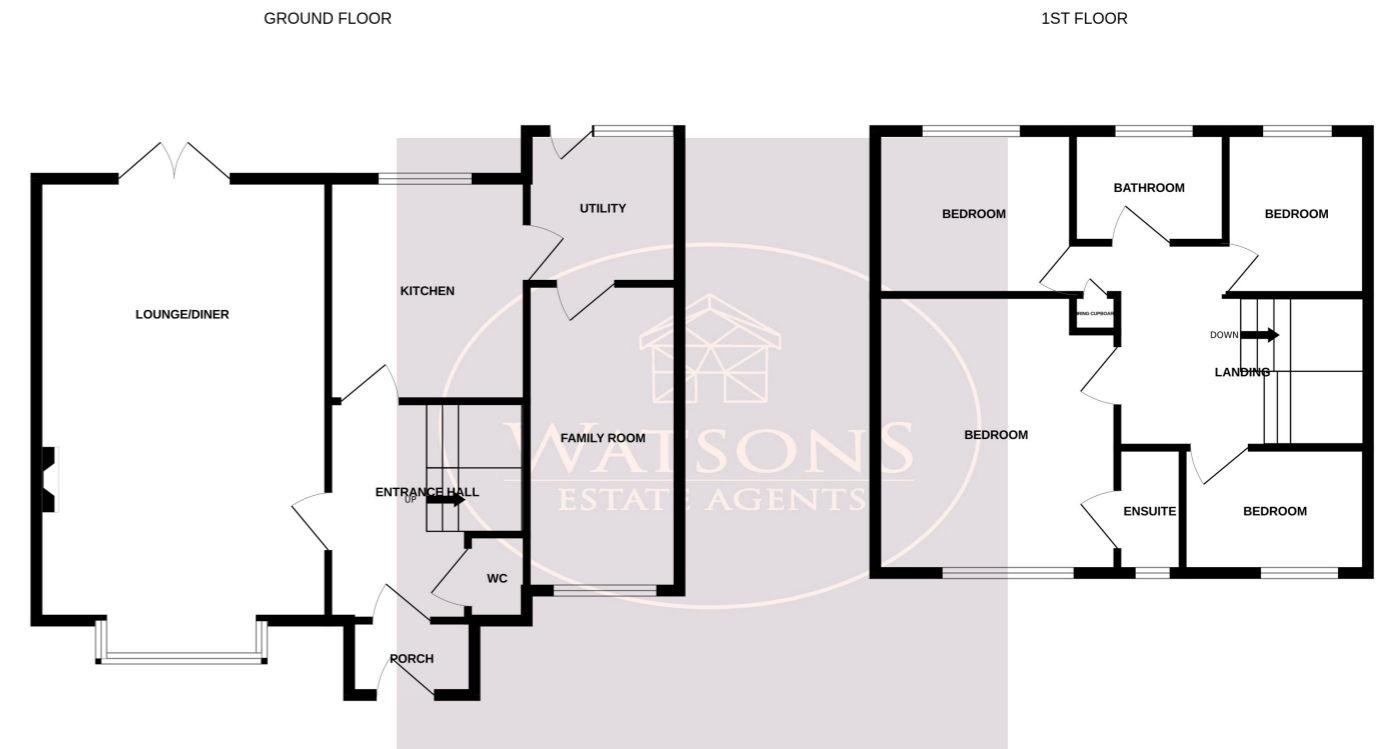 GROUND FLOOR
1ST FLOOR
UTILITY
KITCHEN
LOUNGE/DINER
FAMILY ROOM
ENTRANCE HALL
UP
WC
PORCH
WATSONS
ESTATE AGENTS
BEDROOM
BATHROOM
BEDROOM
DOWN
LANDING
BEDROOM
ENSUITE
BEDROOM